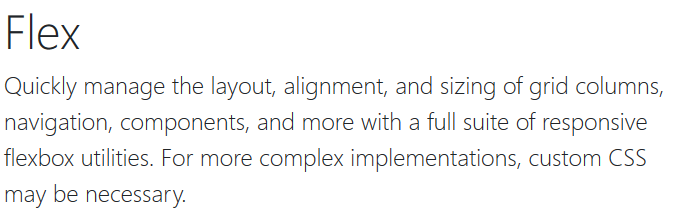 Flex
Quickly manage the layout, alignment, and sizing of grid columns,
navigation, components, and more with a full suite of responsive
flexbox utilities. For more complex implementations, custom CSS
may be necessary.